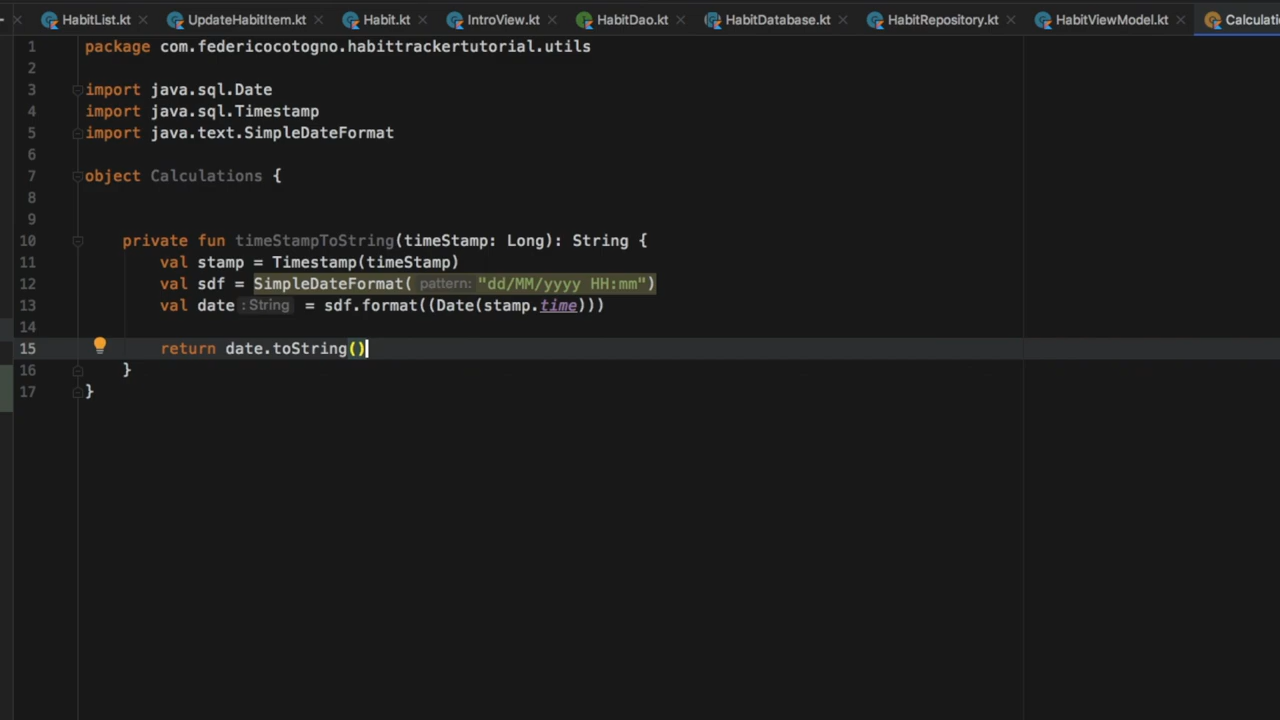 HabitList.kt UpdateHabitItem.kt Habit.kt IntroView.kt HabitDao.kt HabitDatabase.kt HabitRepository.kt HabitViewModel.kt Calculati
1 package com.federicocotogno.habittrackertutorial.utils
2
3 import java.sql.Date
4 import java.sql.Timestamp
5 import java.text.SimpleDateFormat
6
7 object Calculations {
8
9
10 private fun timeStampToString(timeStamp: Long): String {
11 val stamp = Timestamp(timeStamp)
12 val sdf = SimpleDateFormat( pattern: "dd/MM/yyyy HH:mm")
13 val date : String = sdf.format((Date(stamp.time)))
14
15 return date.toString()
16 }
17 }